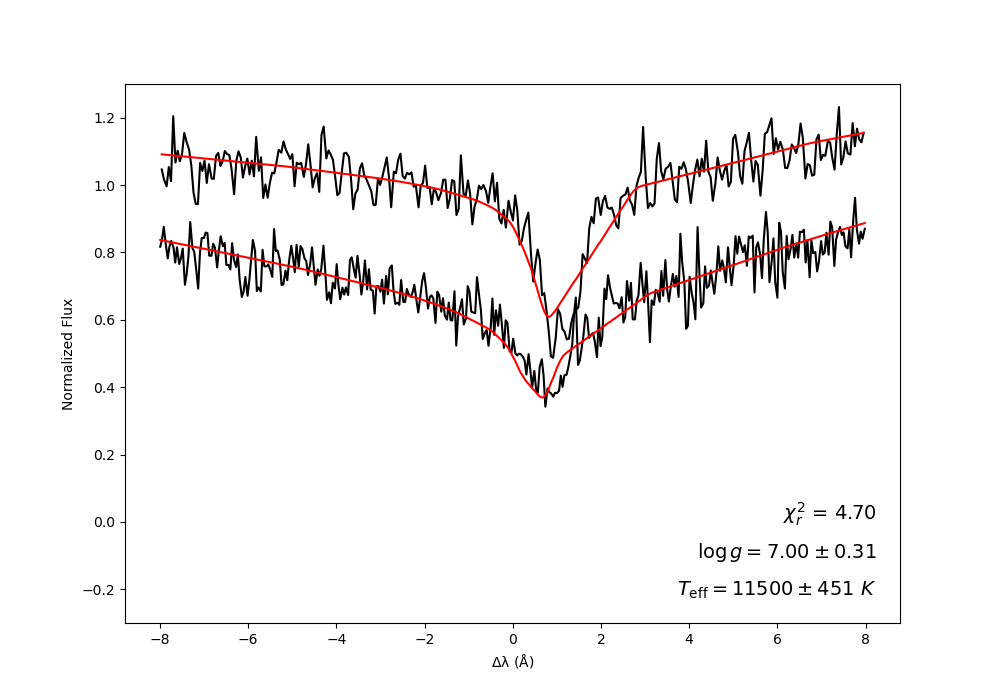 1.2
1.0
0.8
0.6
0.4
0.2
0.0
−0.2
Normalized Flux
χ²ᵣ = 4.70
log g = 7.00 ± 0.31
T_eff = 11500 ± 451 K
−8 −6 −4 −2 0 2 4 6 8
Δλ (Å)